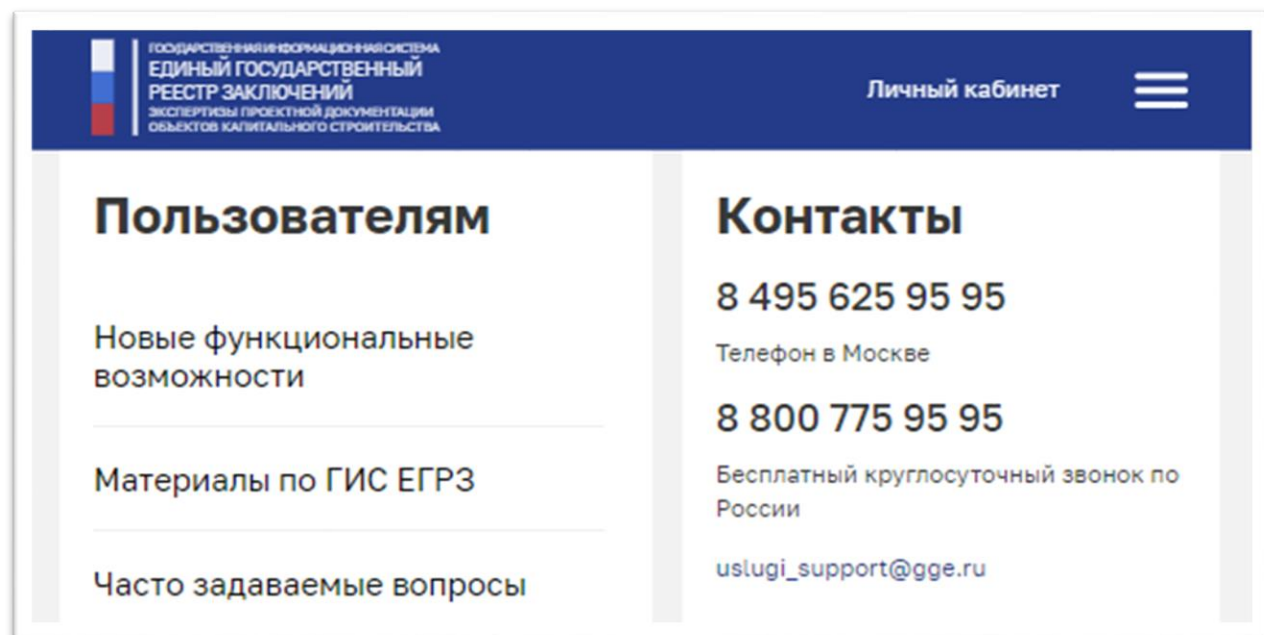 ГОСУДАРСТВЕННАЯ ИНФОРМАЦИОННАЯ СИСТЕМА
ЕДИНЫЙ ГОСУДАРСТВЕННЫЙ
РЕЕСТР ЗАКЛЮЧЕНИЙ
ЭКСПЕРТИЗЫ ПРОЕКТНОЙ ДОКУМЕНТАЦИИ
ОБЪЕКТОВ КАПИТАЛЬНОГО СТРОИТЕЛЬСТВА
Личный кабинет
Пользователям
Новые функциональные
возможности
Материалы по ГИС ЕГРЗ
Часто задаваемые вопросы
Контакты
8 495 625 95 95
Телефон в Москве
8 800 775 95 95
Бесплатный круглосуточный звонок по
России
uslugi_support@gge.ru